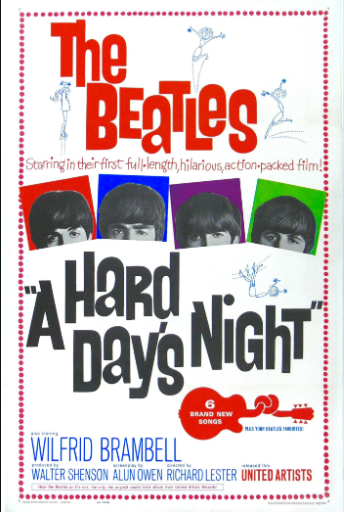 The
BEATLES
Starring in their first full-length, hilarious, action-packed film!
"A HARD
DAY'S NIGHT"
6
BRAND NEW
SONGS
PLUS YOUR BEATLES FAVORITES!
also starring
WILFRID BRAMBELL
produced by screenplay by directed by released thru
WALTER SHENSON ALUN OWEN RICHARD LESTER UNITED ARTISTS